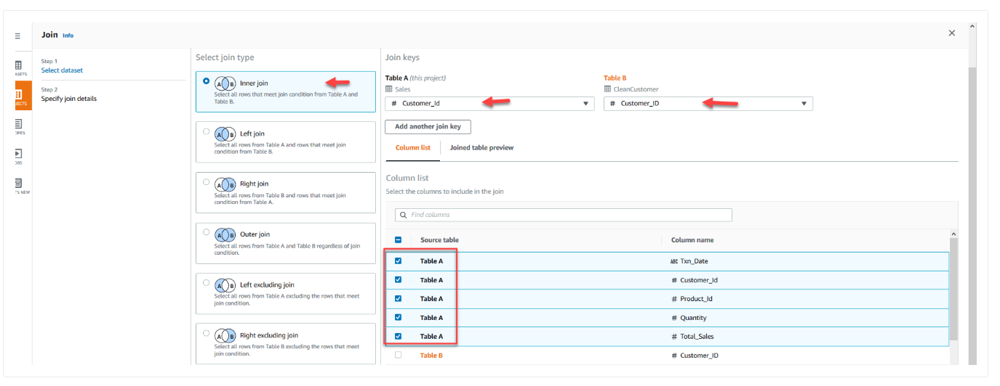 Join Info
Step 1
Select dataset
Step 2
Specify join details
ASETS
JECTS
IPES
OBS
'S NEW
Select join type
A B Inner join
Select all rows that meet join condition from Table A and
Table B.
A B Left join
Select all rows from Table A and rows that meet join
condition from Table B.
A B Right join
Select all rows from Table B and rows that meet join
condition from Table A.
A B Outer join
Select all rows from Table A and Table B regardless of join
condition.
A B Left excluding join
Select all rows from Table A excluding the rows that meet
join condition.
A B Right excluding join
Select all rows from Table B excluding the rows that meet
join condition.
Join keys
Table A (this project)
Sales
# Customer_Id
Table B
CleanCustomer
# Customer_ID
Add another join key
Column list Joined table preview
Column list
Select the columns to include in the join
Find columns
Source table Column name
Table A ABC Txn_Date
Table A # Customer_Id
Table A # Product_Id
Table A # Quantity
Table A # Total_Sales
Table B # Customer_ID